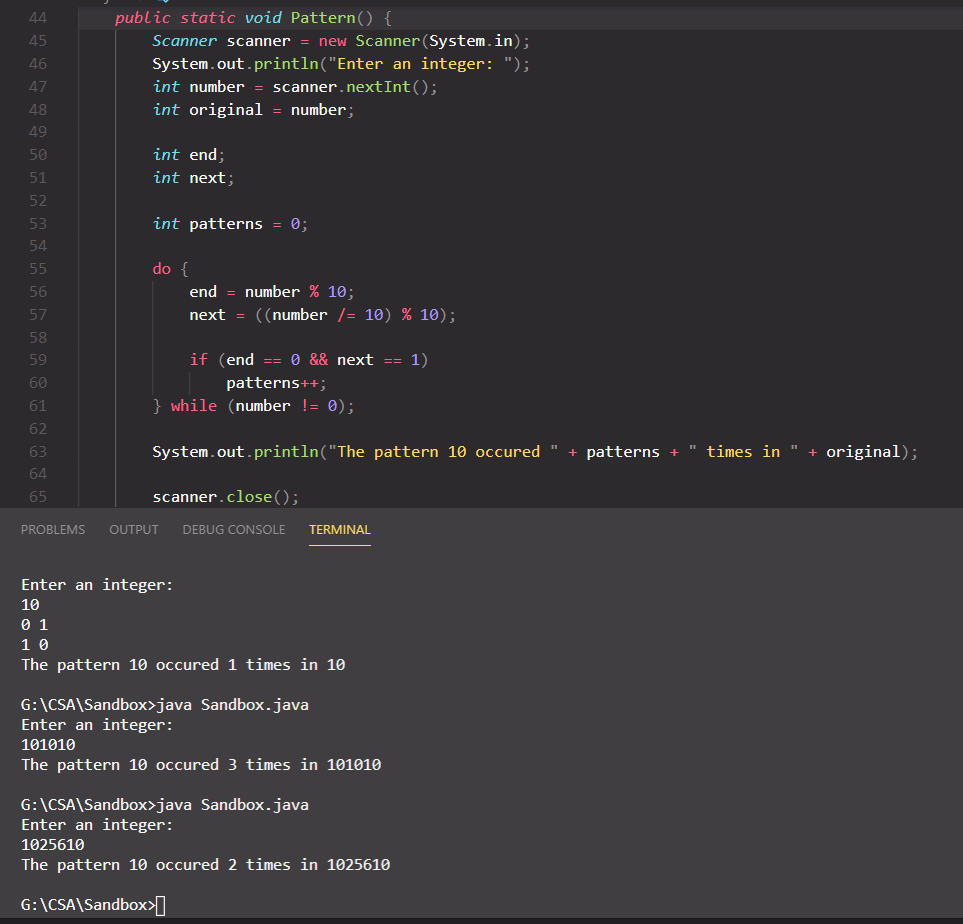 44 public static void Pattern() {
45 Scanner scanner = new Scanner(System.in);
46 System.out.println("Enter an integer: ");
47 int number = scanner.nextInt();
48 int original = number;
49
50 int end;
51 int next;
52
53 int patterns = 0;
54
55 do {
56 end = number % 10;
57 next = ((number /= 10) % 10);
58
59 if (end == 0 && next == 1)
60 patterns++;
61 } while (number != 0);
62
63 System.out.println("The pattern 10 occured " + patterns + " times in " + original);
64
65 scanner.close();
PROBLEMS OUTPUT DEBUG CONSOLE TERMINAL
Enter an integer:
10
0 1
1 0
The pattern 10 occured 1 times in 10
G:\CSA\Sandbox>java Sandbox.java
Enter an integer:
101010
The pattern 10 occured 3 times in 101010
G:\CSA\Sandbox>java Sandbox.java
Enter an integer:
1025610
The pattern 10 occured 2 times in 1025610
G:\CSA\Sandbox>